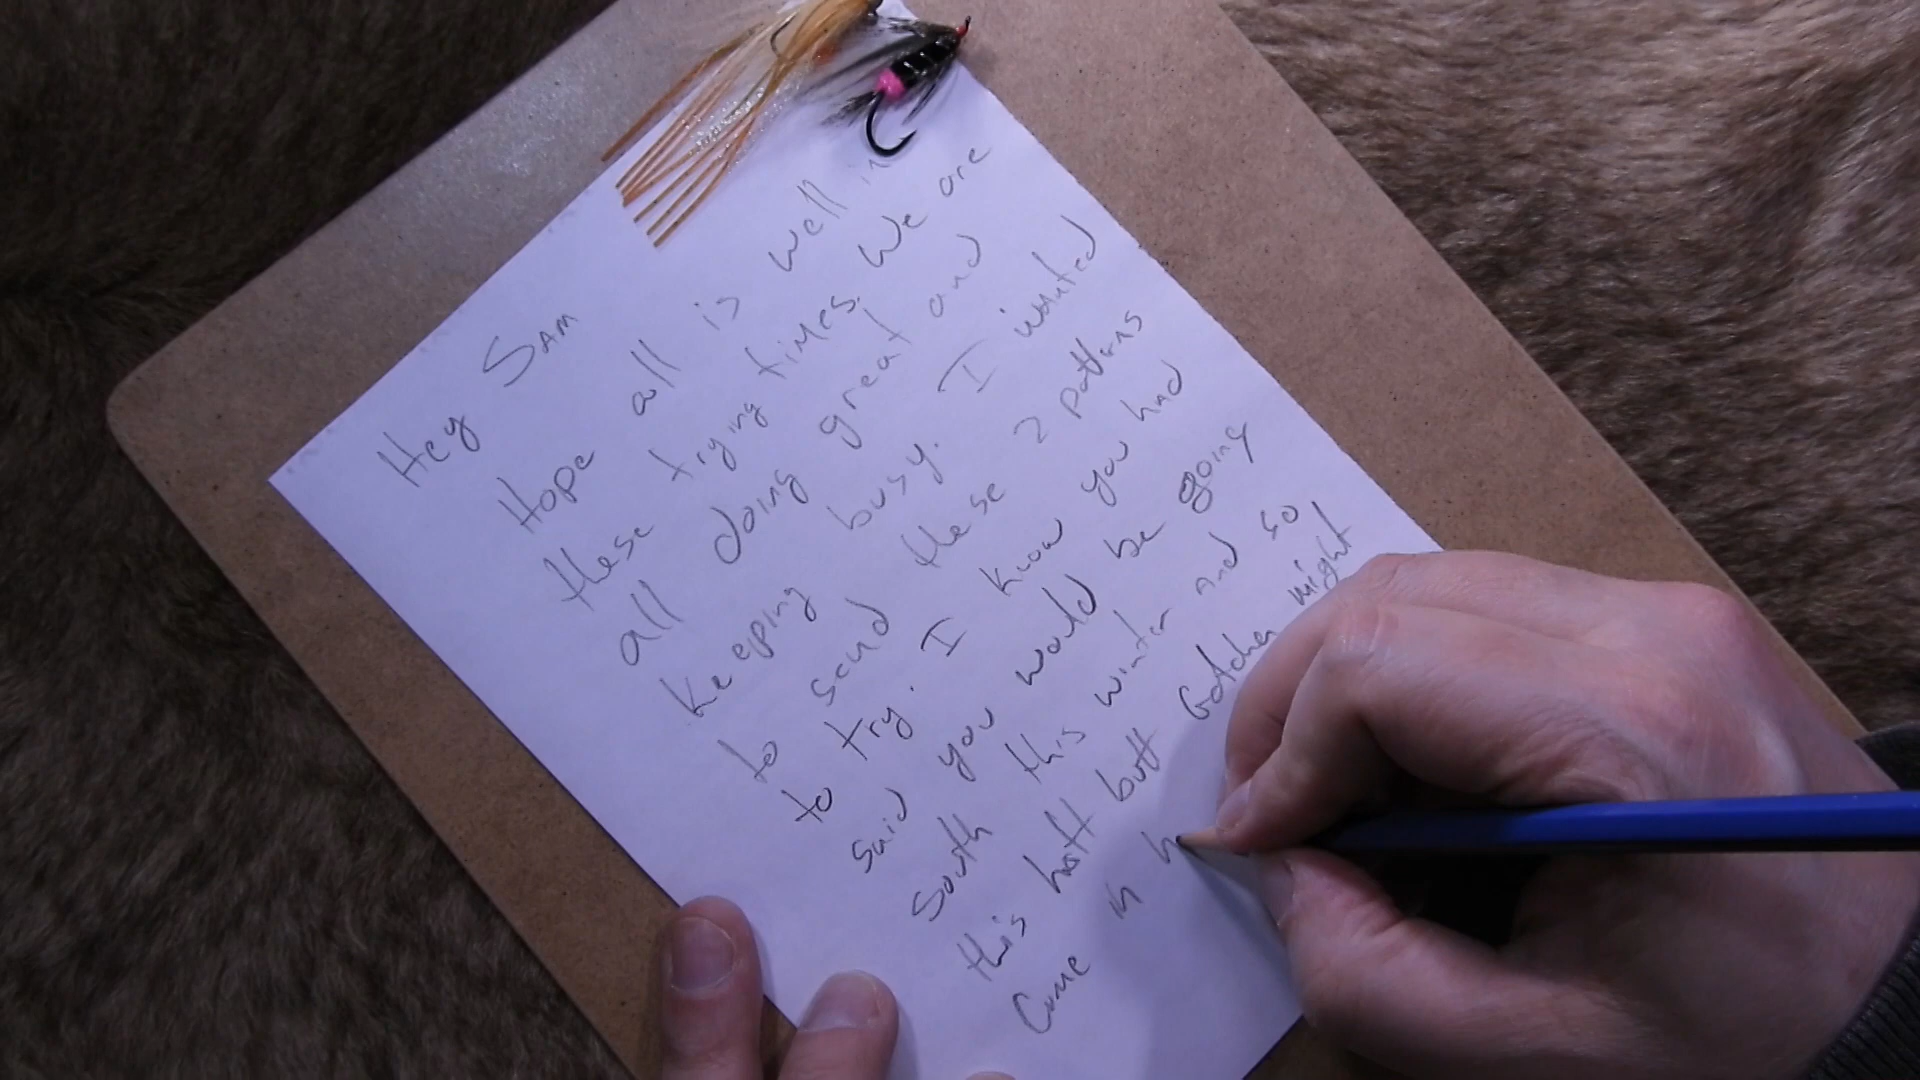 Hey SAM
Hope all is well in
these trying times. We are
all doing great and
keeping busy. I wanted
to send these 2 patterns
to try. I know you had
said you would be going
South this winter and so
this hott butt Gotcha might
Come in h